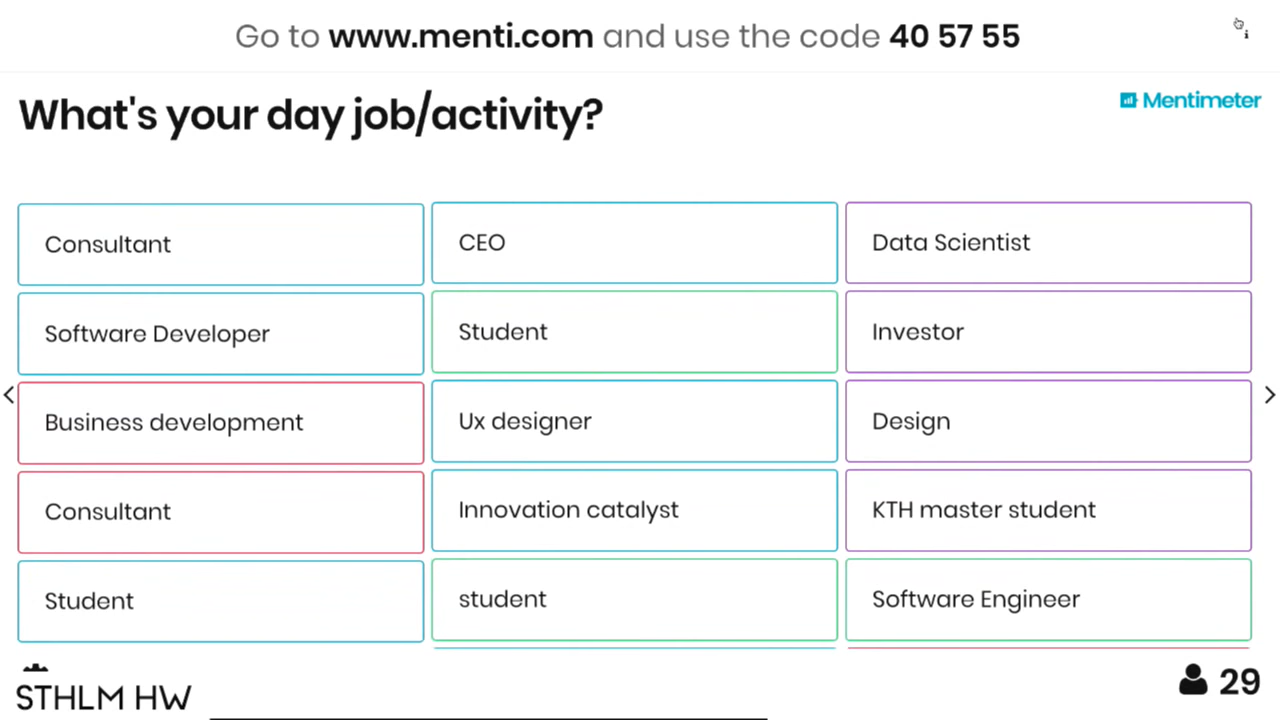 Go to www.menti.com and use the code 40 57 55
What's your day job/activity?
Mentimeter
Consultant
CEO
Data Scientist
Software Developer
Student
Investor
Business development
Ux designer
Design
Consultant
Innovation catalyst
KTH master student
Student
student
Software Engineer
STHLM HW
29